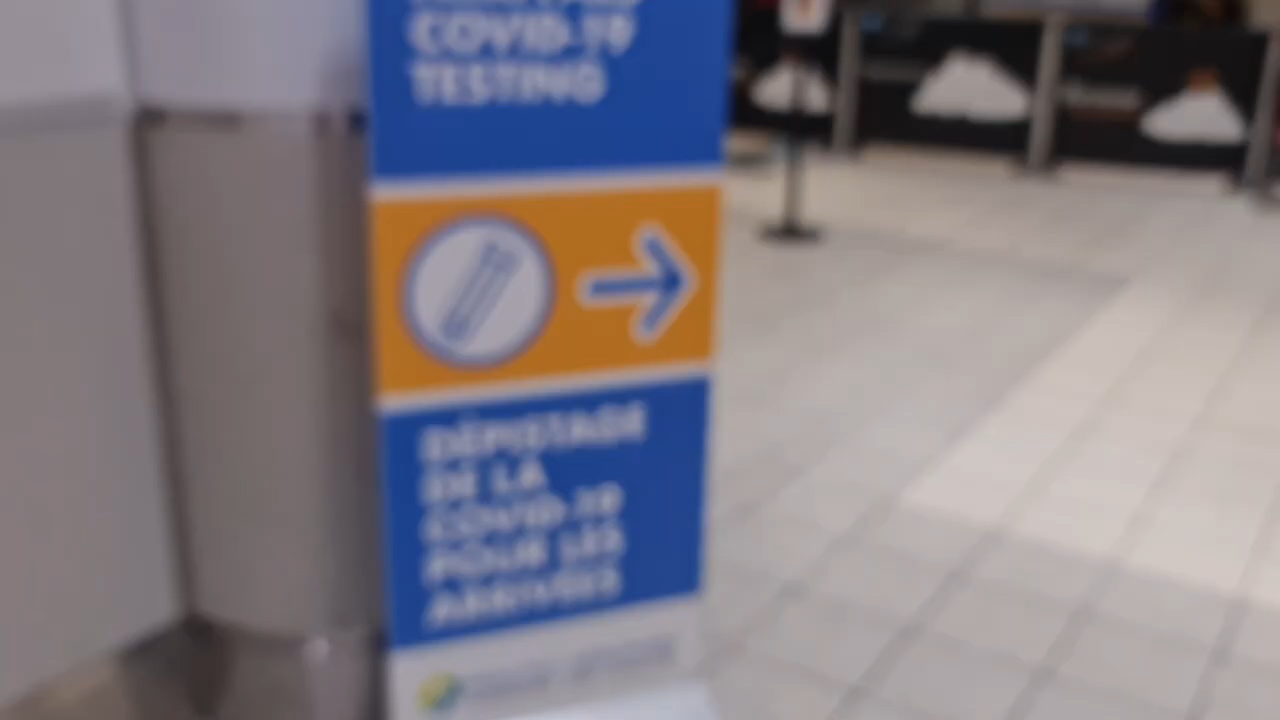 COVID-19
TESTING
DÉPISTAGE
DE LA
COVID-19
POUR LES
ARRIVÉES